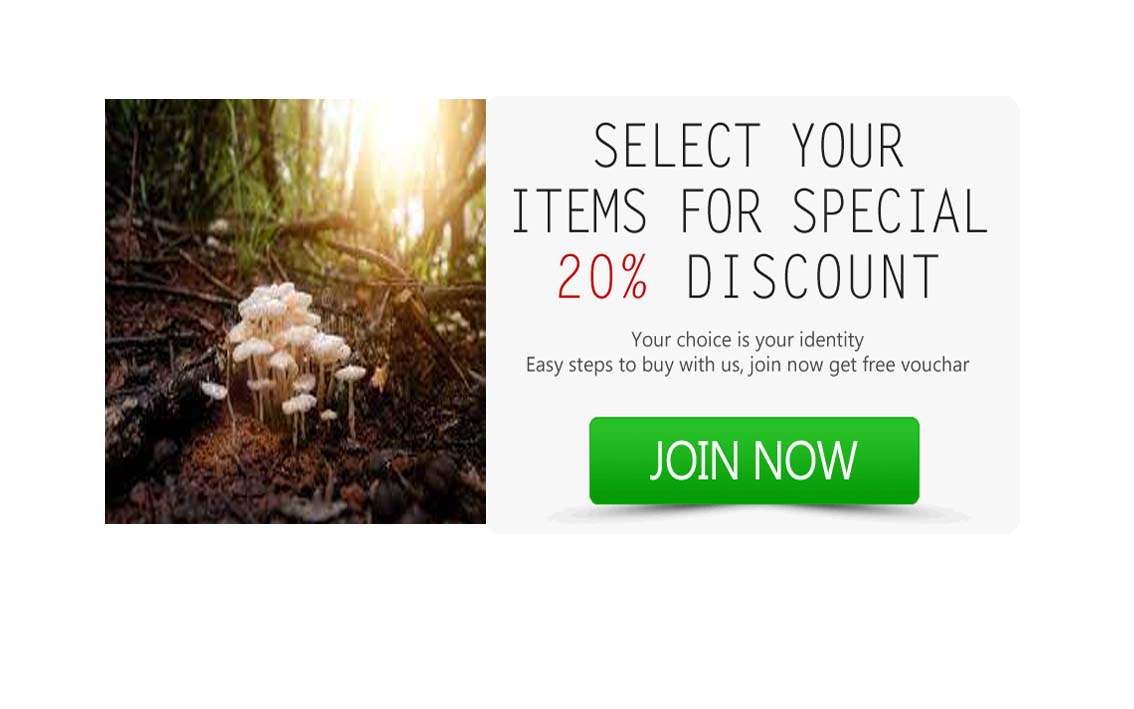 SELECT YOUR
ITEMS FOR SPECIAL
20% DISCOUNT
Your choice is your identity
Easy steps to buy with us, join now get free vouchar
JOIN NOW